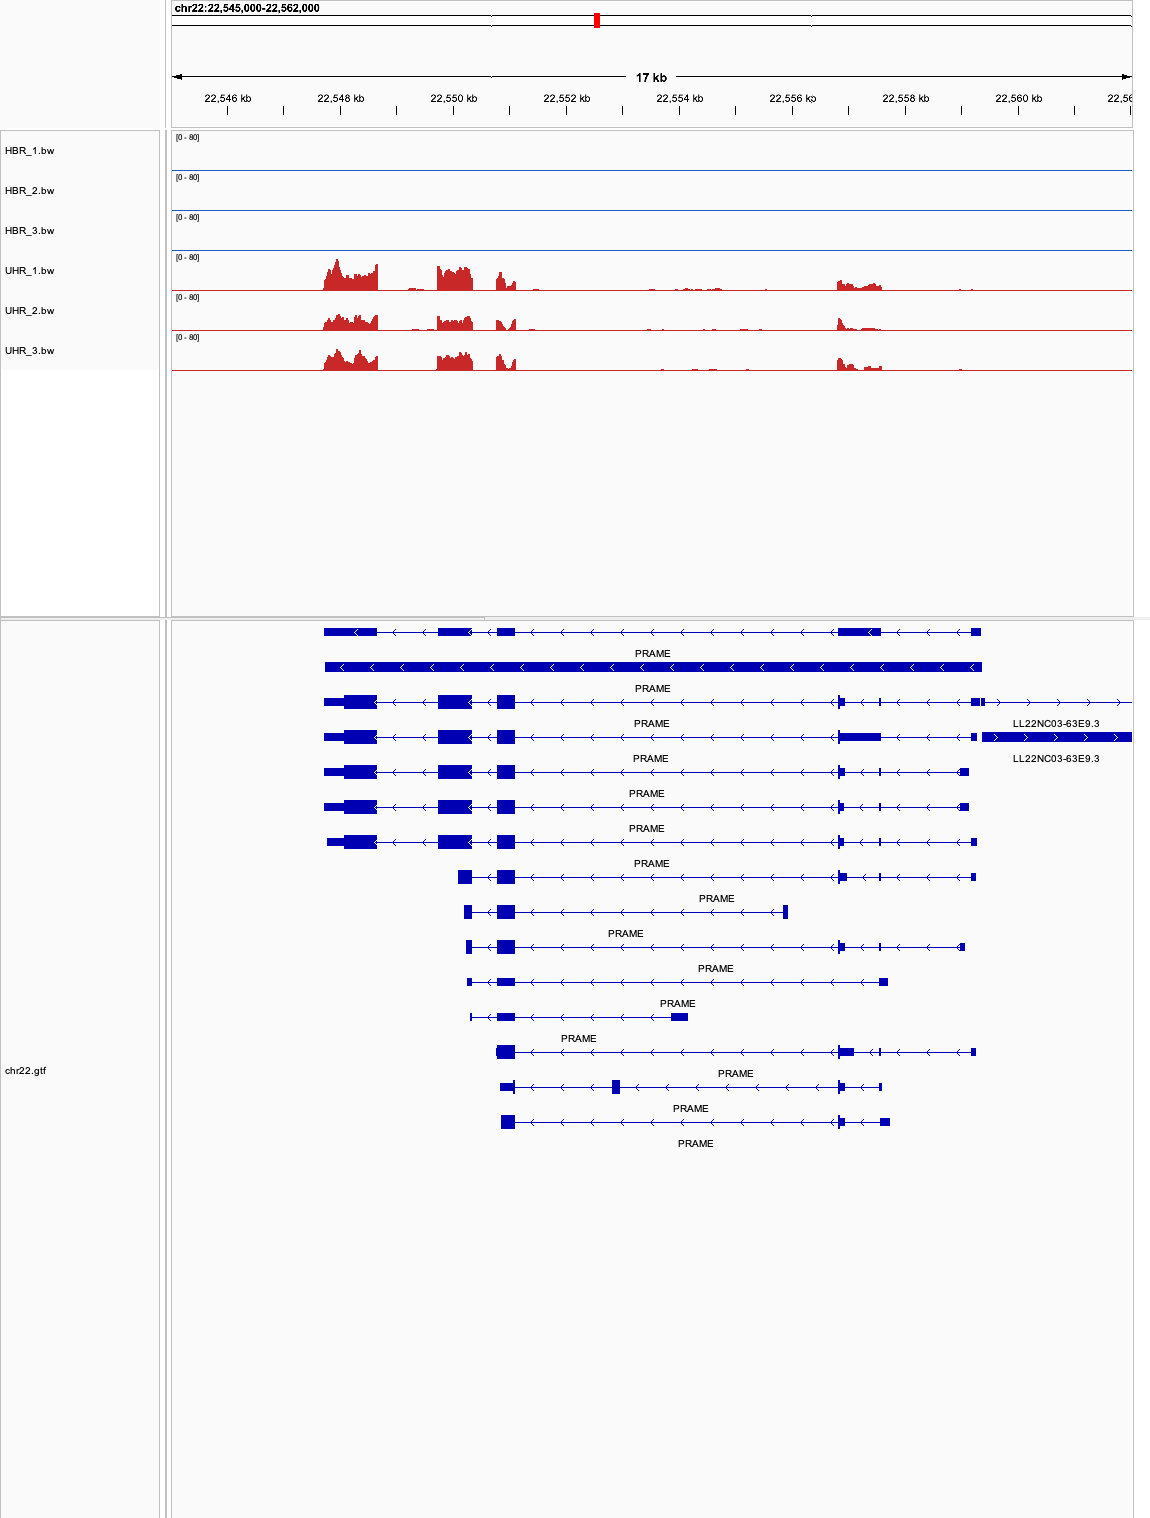 chr22:22,545,000-22,562,000
17 kb
22,546 kb 22,548 kb 22,550 kb 22,552 kb 22,554 kb 22,556 kb 22,558 kb 22,560 kb 22,56
[0 - 80]
HBR_1.bw
[0 - 80]
HBR_2.bw
[0 - 80]
HBR_3.bw
[0 - 80]
UHR_1.bw
[0 - 80]
UHR_2.bw
[0 - 80]
UHR_3.bw
PRAME
PRAME
PRAME LL22NC03-63E9.3
PRAME LL22NC03-63E9.3
PRAME
PRAME
PRAME
PRAME
PRAME
PRAME
PRAME
PRAME
chr22.gtf
PRAME
PRAME
PRAME